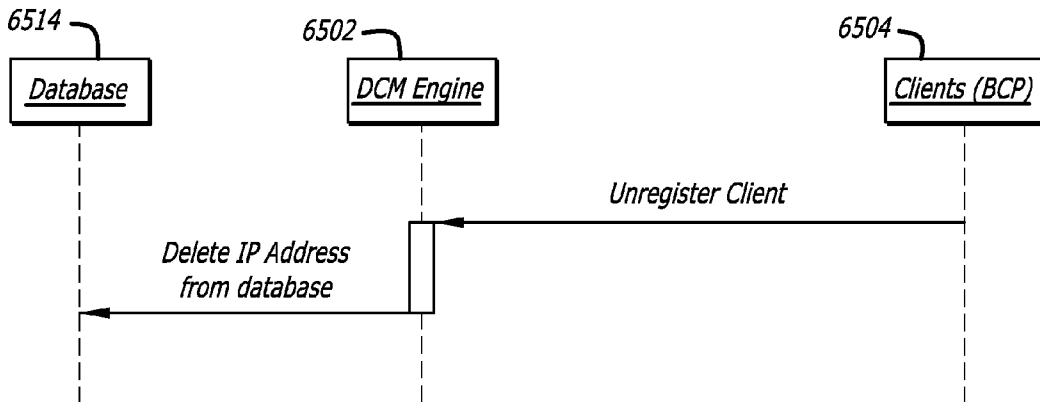 6514
6502
6504
Database
DCM Engine
Clients (BCP)
Unregister Client
Delete IP Address
from database